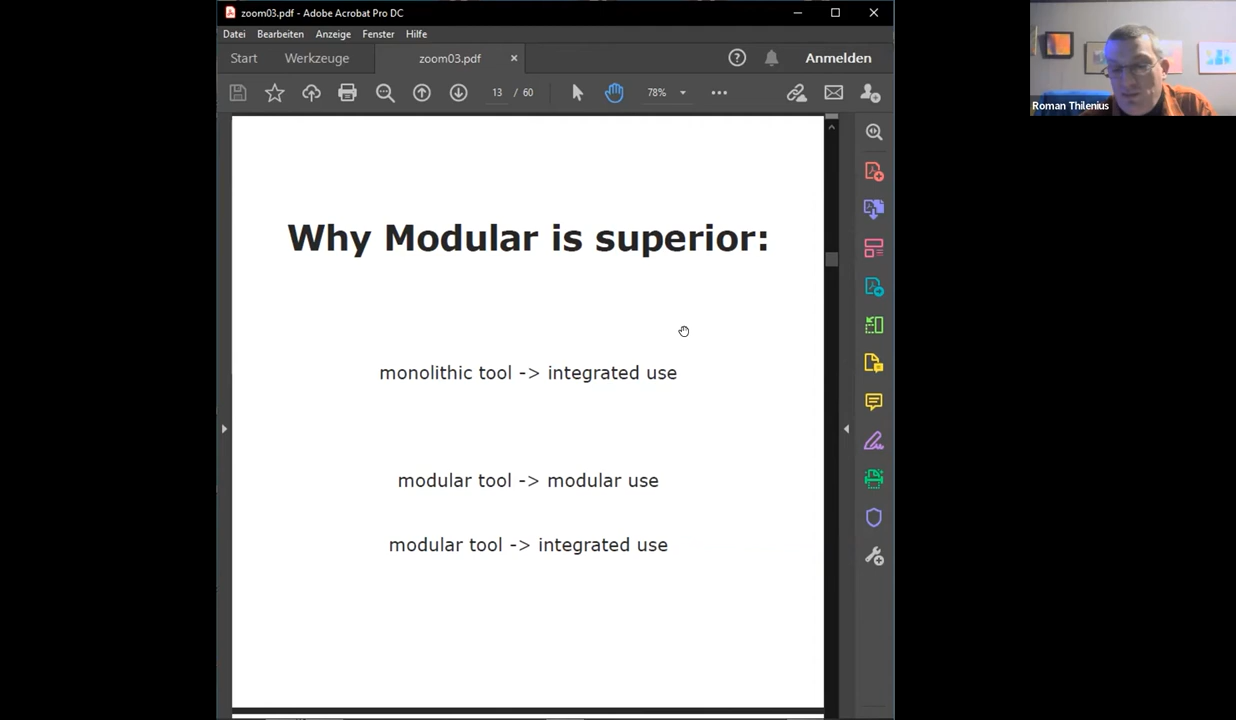 zoom03.pdf - Adobe Acrobat Pro DC
Datei Bearbeiten Anzeige Fenster Hilfe
Start Werkzeuge zoom03.pdf Anmelden
13 / 60 78%
Roman Thilenius
Why Modular is superior:
monolithic tool -> integrated use
modular tool -> modular use
modular tool -> integrated use